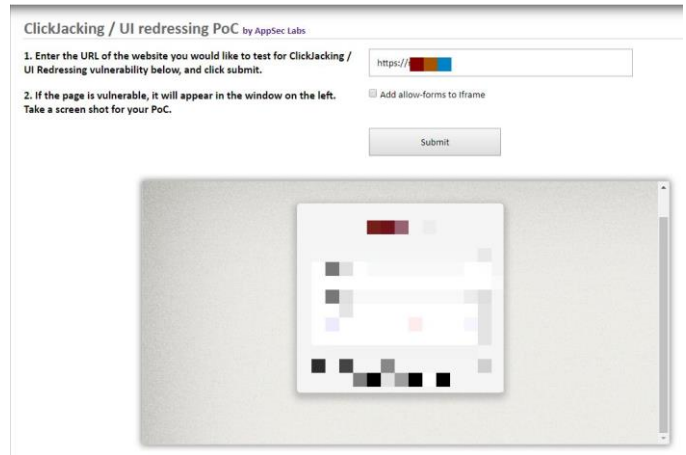 ClickJacking / UI redressing PoC by AppSec Labs
1. Enter the URL of the website you would like to test for ClickJacking /
UI Redressing vulnerability below, and click submit.
https://
2. If the page is vulnerable, it will appear in the window on the left.
Take a screen shot for your PoC.
Add allow-forms to Iframe
Submit